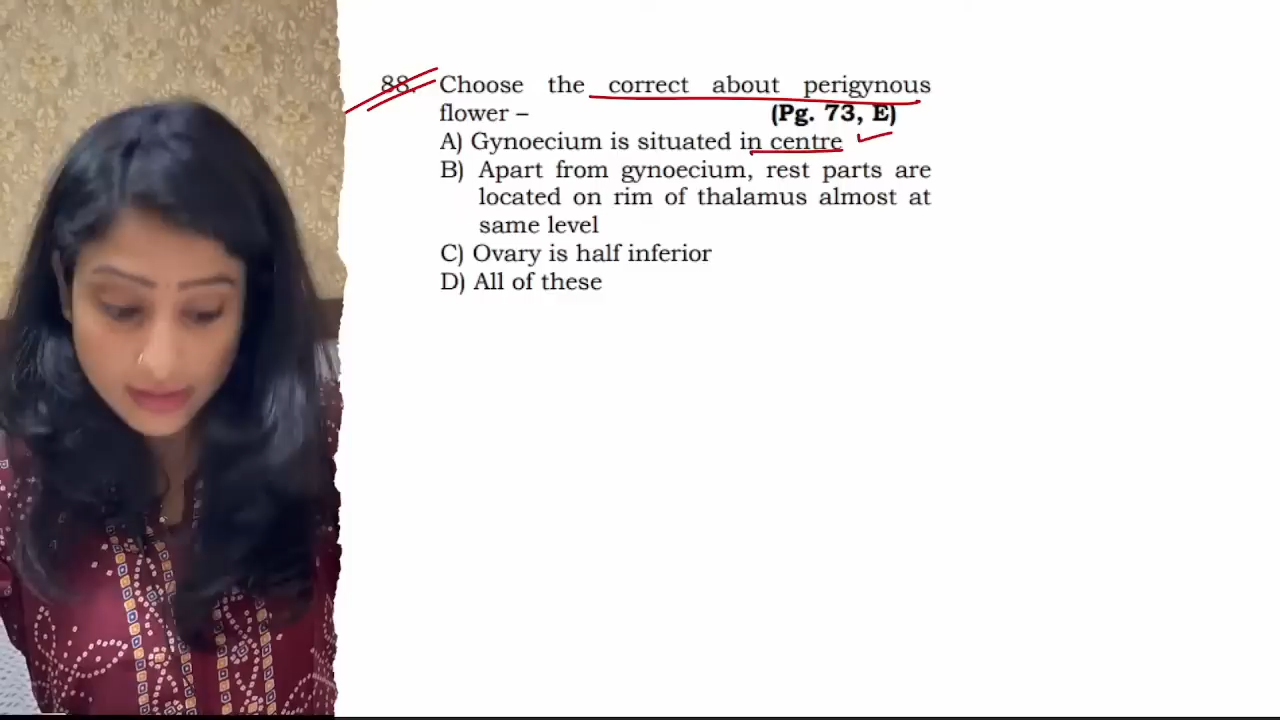 88. Choose the correct about perigynous
flower – (Pg. 73, E)
A) Gynoecium is situated in centre
B) Apart from gynoecium, rest parts are
located on rim of thalamus almost at
same level
C) Ovary is half inferior
D) All of these